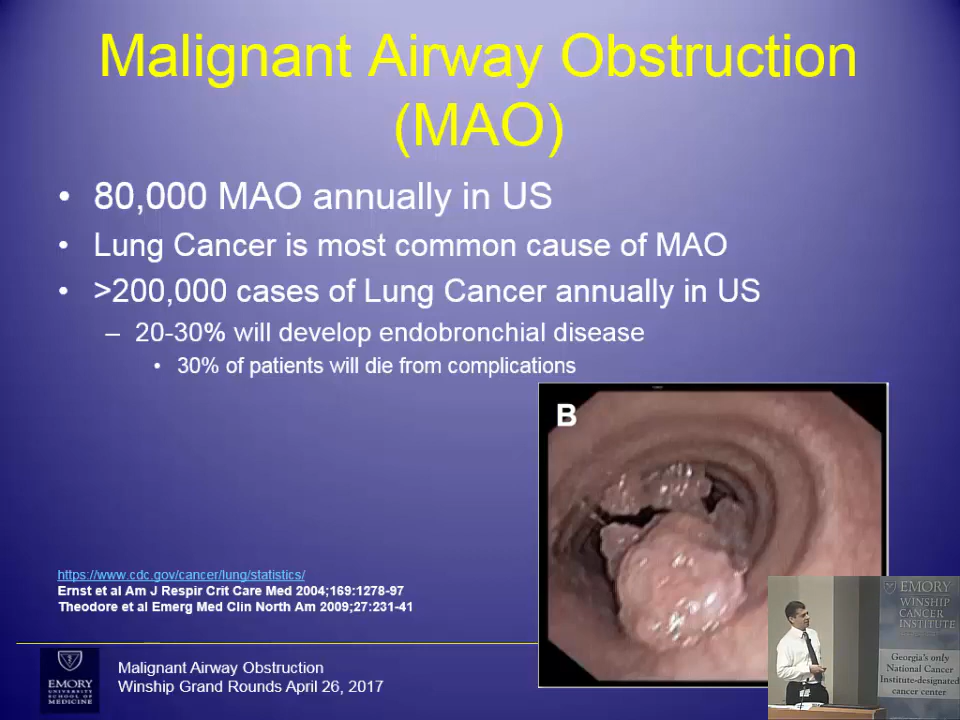 Malignant Airway Obstruction
(MAO)
• 80,000 MAO annually in US
• Lung Cancer is most common cause of MAO
• >200,000 cases of Lung Cancer annually in US
– 20-30% will develop endobronchial disease
• 30% of patients will die from complications
B
https://www.cdc.gov/cancer/lung/statistics/
Ernst et al Am J Respir Crit Care Med 2004;169:1278-97
Theodore et al Emerg Med Clin North Am 2009;27:231-41
EMORY
UNIVERSITY
SCHOOL OF
MEDICINE
Malignant Airway Obstruction
Winship Grand Rounds April 26, 2017
EMORY
WINSHIP
CANCER
INSTITUTE
Georgia's only
National Cancer
Institute-designated
cancer center